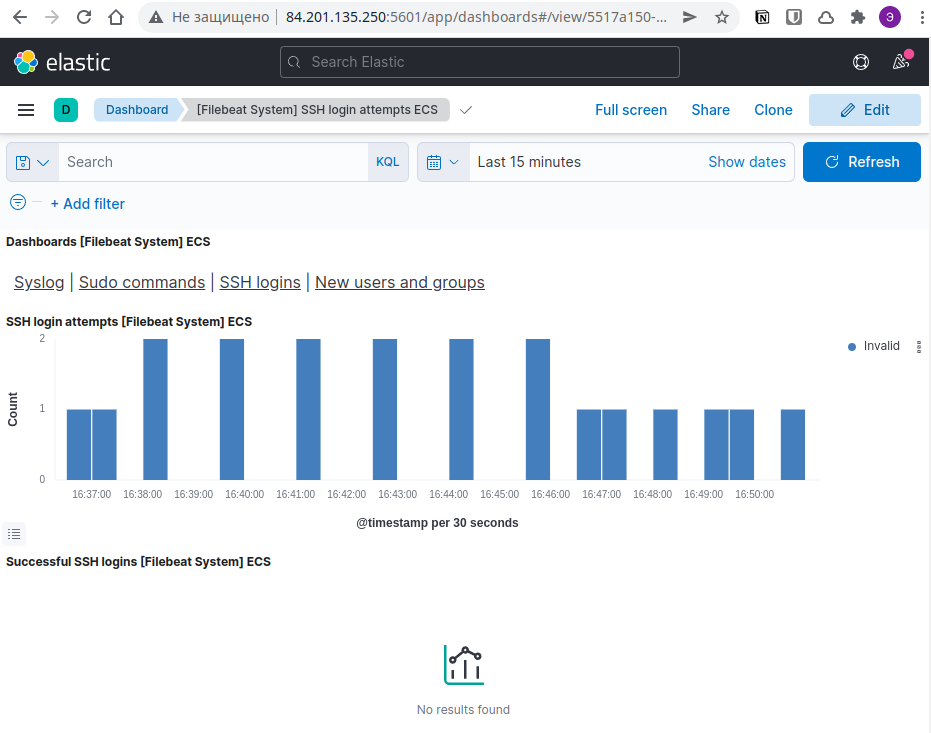 Не защищено | 84.201.135.250:5601/app/dashboards#/view/5517a150-...
Э
elastic
Search Elastic
D
Dashboard
[Filebeat System] SSH login attempts ECS
Full screen
Share
Clone
Edit
Search
KQL
Last 15 minutes
Show dates
Refresh
+ Add filter
Dashboards [Filebeat System] ECS
Syslog | Sudo commands | SSH logins | New users and groups
SSH login attempts [Filebeat System] ECS
2
1
0
Count
Invalid
16:37:00 16:38:00 16:39:00 16:40:00 16:41:00 16:42:00 16:43:00 16:44:00 16:45:00 16:46:00 16:47:00 16:48:00 16:49:00 16:50:00
@timestamp per 30 seconds
Successful SSH logins [Filebeat System] ECS
No results found